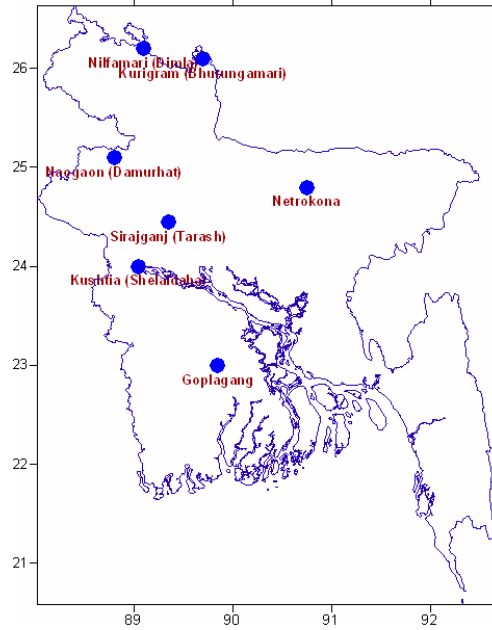 26
Nilfamari (Dimla)
Kurigram (Bhurungamari)
25
Naogaon (Damurhat)
Netrokona
Sirajganj (Tarash)
24
Kushtia (Shelaidaha)
23
Goplagang
22
21
89 90 91 92